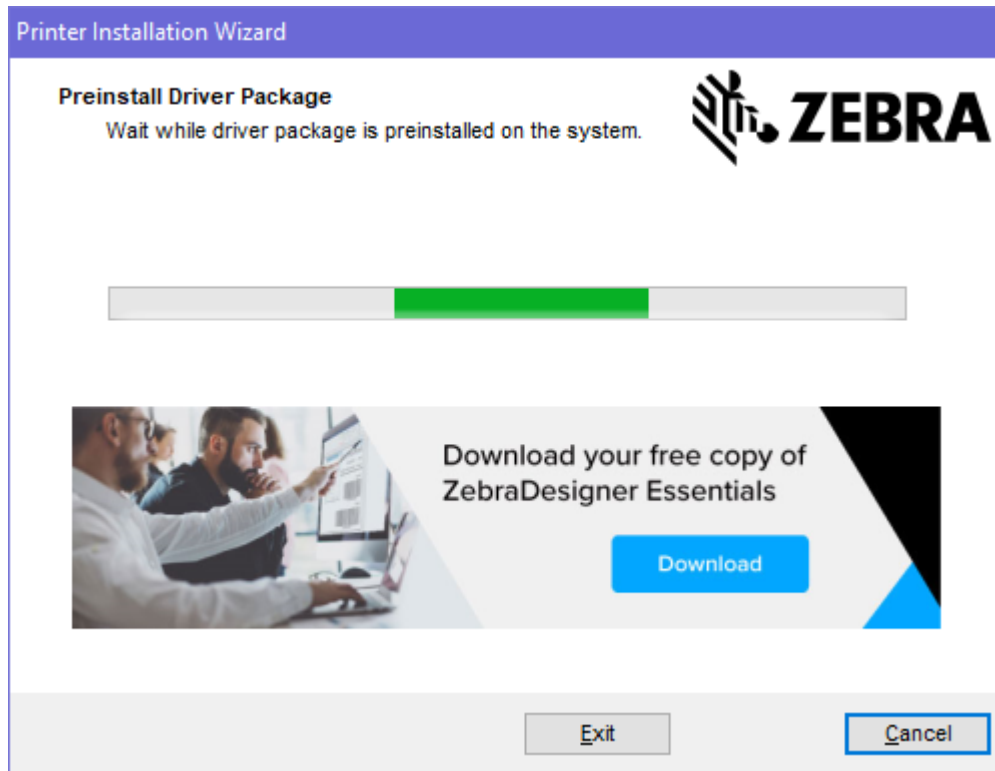 Printer Installation Wizard
Preinstall Driver Package
Wait while driver package is preinstalled on the system.
ZEBRA
Download your free copy of
ZebraDesigner Essentials
Download
Exit
Cancel